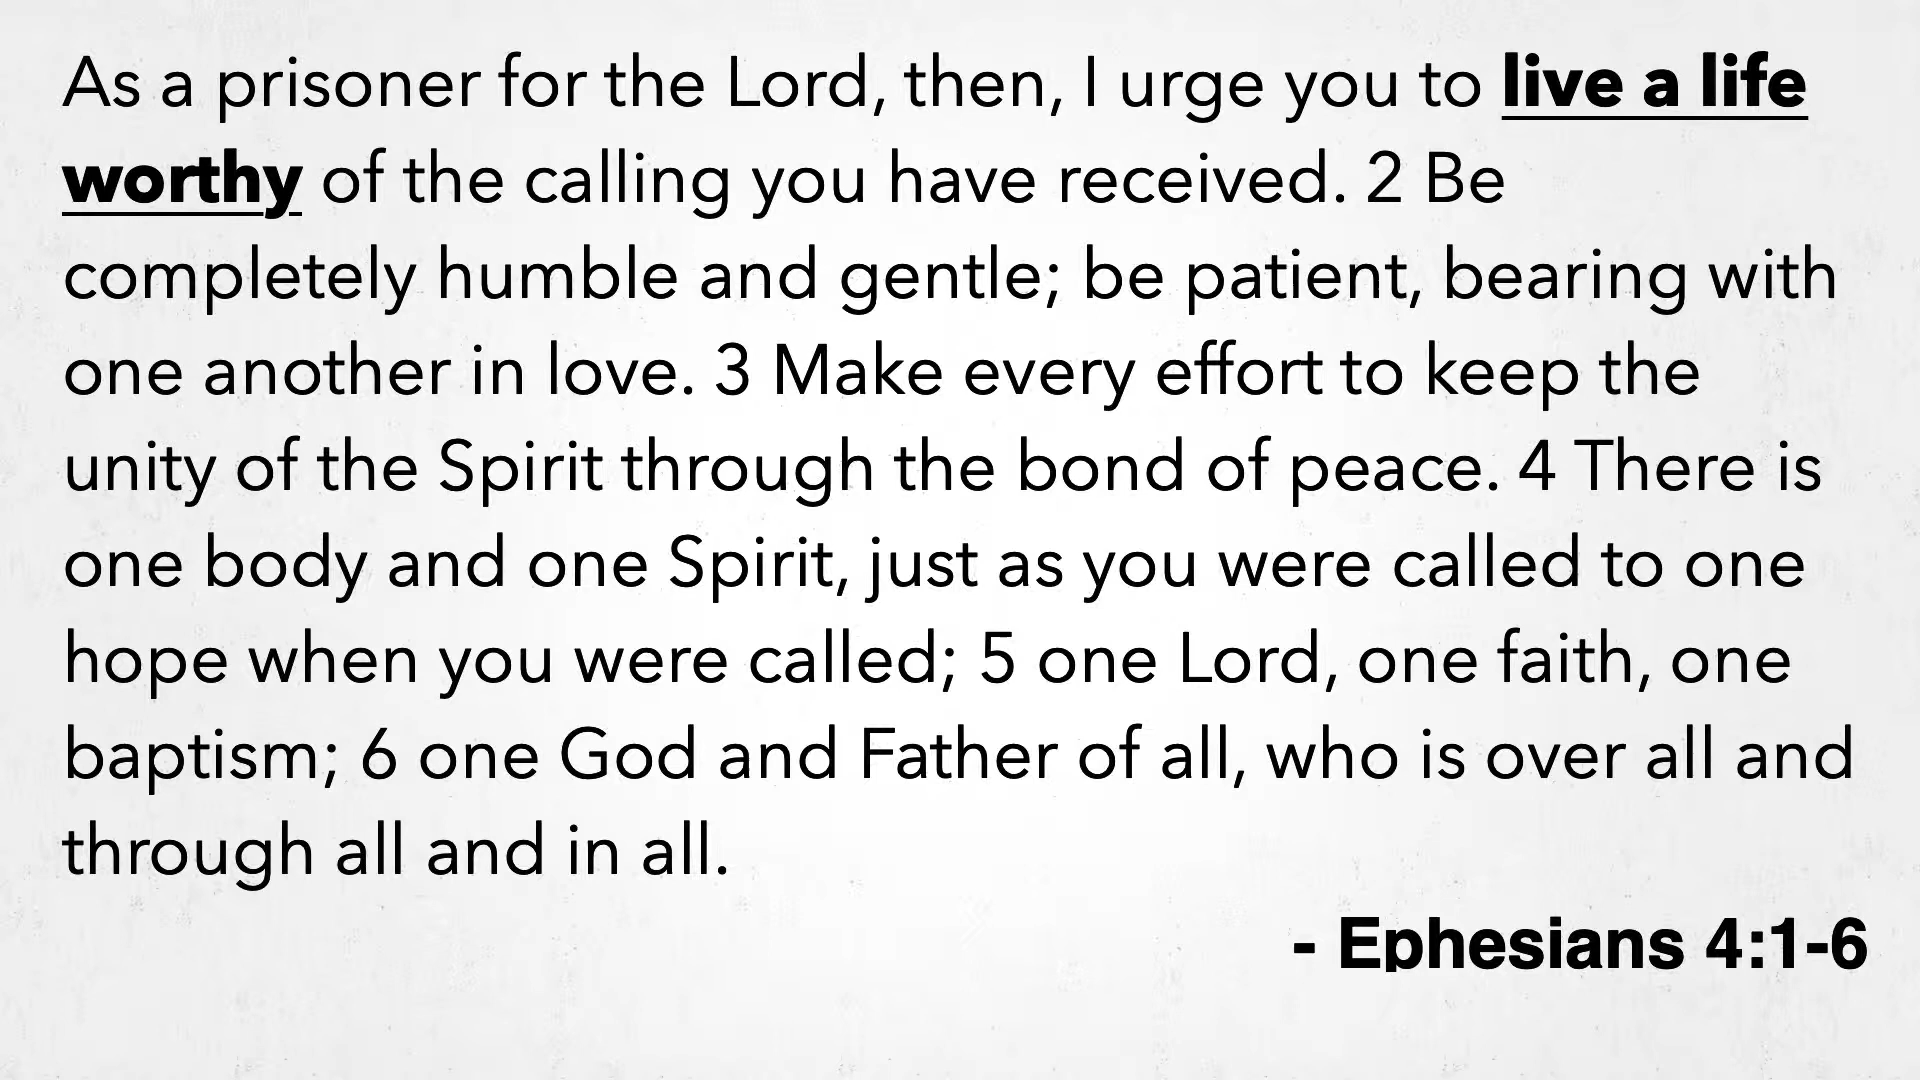 As a prisoner for the Lord, then, I urge you to live a life
worthy of the calling you have received. 2 Be
completely humble and gentle; be patient, bearing with
one another in love. 3 Make every effort to keep the
unity of the Spirit through the bond of peace. 4 There is
one body and one Spirit, just as you were called to one
hope when you were called; 5 one Lord, one faith, one
baptism; 6 one God and Father of all, who is over all and
through all and in all.
- Ephesians 4:1-6